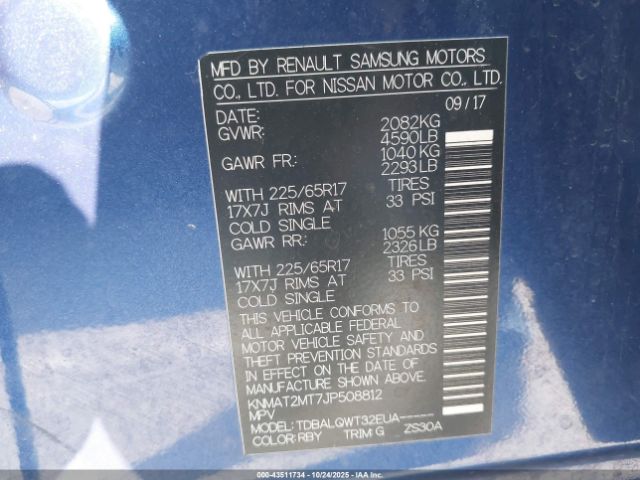 MFD BY RENAULT SAMSUNG MOTORS
CO., LTD. FOR NISSAN MOTOR CO., LTD.
DATE: 09/17
GVWR: 2082KG
4590LB
GAWR FR: 1040 KG
2293LB
WITH 225/65R17 TIRES
17X7J RIMS AT 33 PSI
COLD SINGLE
GAWR RR: 1055 KG
2326LB
WITH 225/65R17 TIRES
17X7J RIMS AT 33 PSI
COLD SINGLE
THIS VEHICLE CONFORMS TO
ALL APPLICABLE FEDERAL
MOTOR VEHICLE SAFETY AND
THEFT PREVENTION STANDARDS
IN EFFECT ON THE DATE OF
MANUFACTURE SHOWN ABOVE.
KNMAT2MT7JP508812
MPV
MODEL: TDBALQWT32EUA-----
COLOR: RBY TRIM: G ZS30A
000-43511734 • 10/24/2025 • IAAI.COM